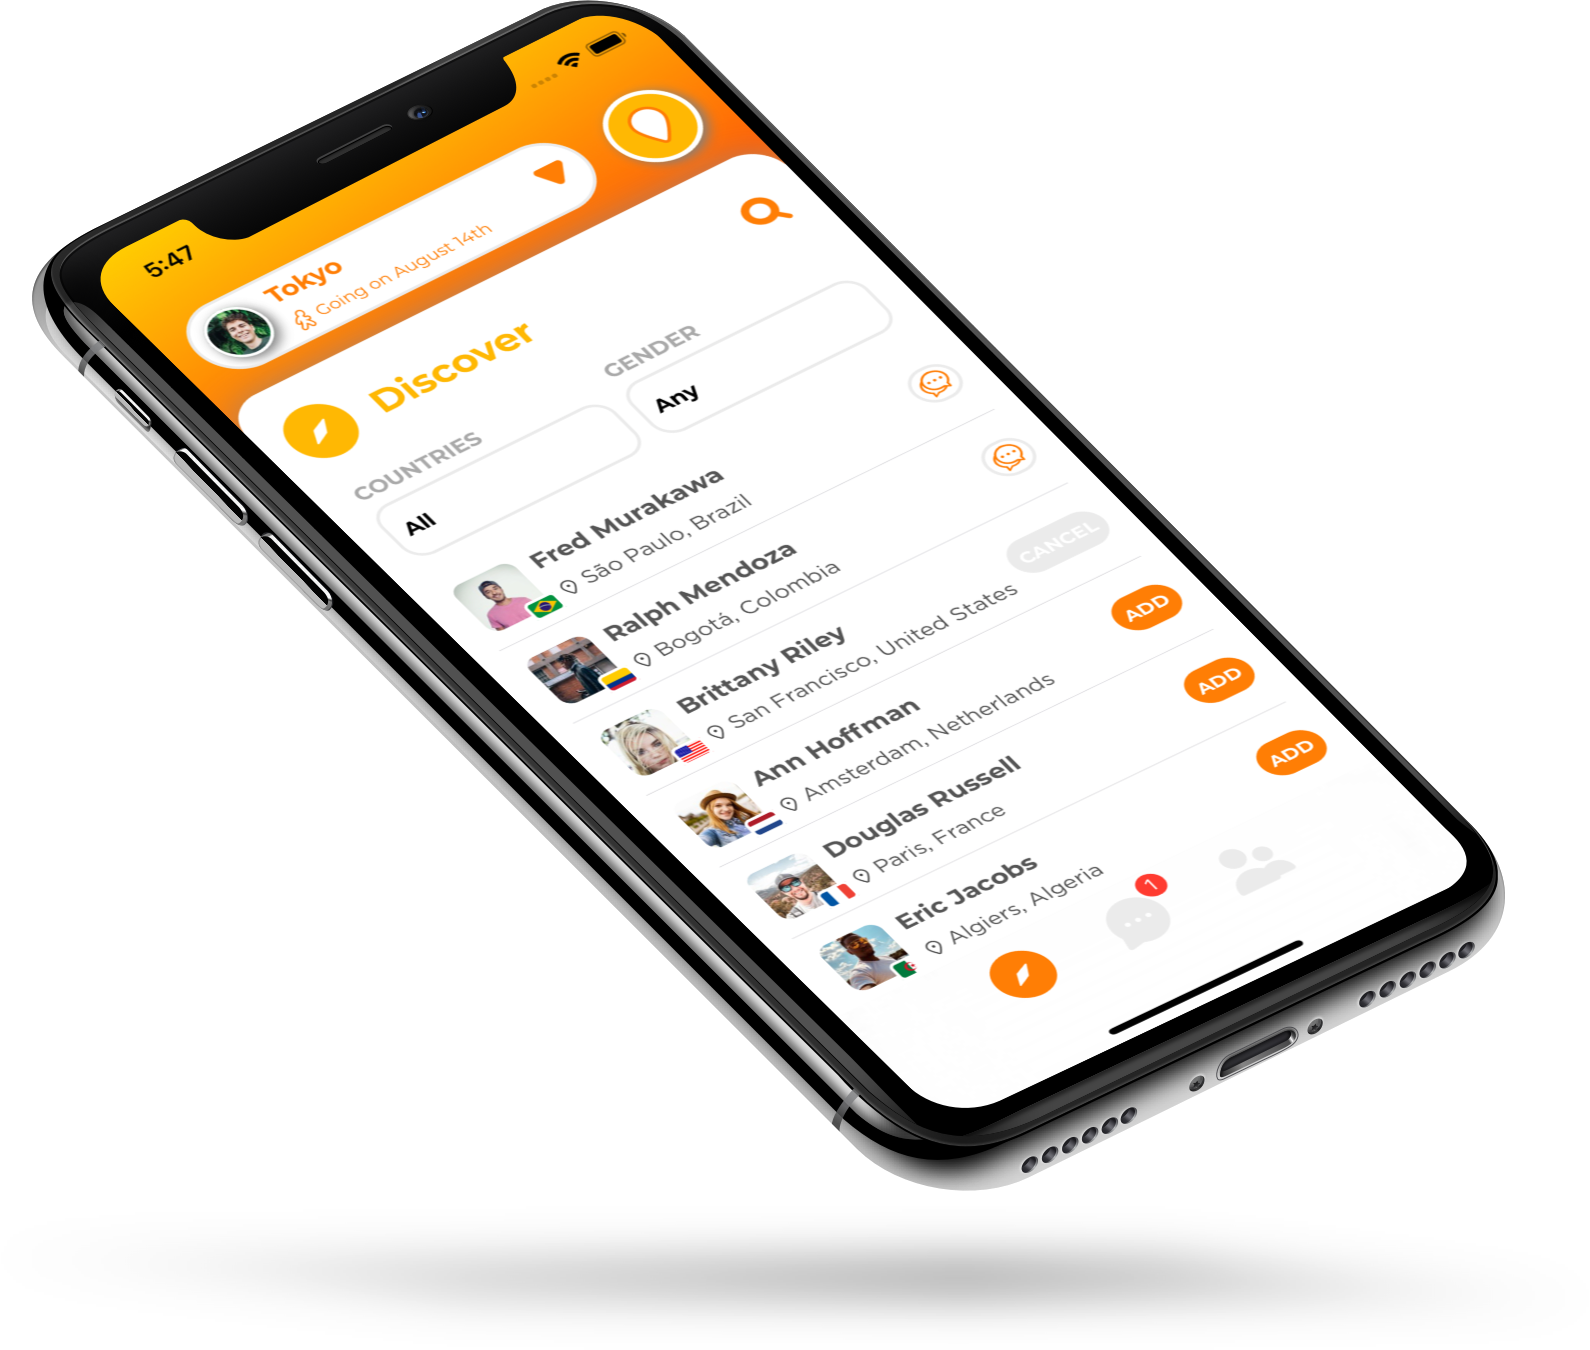 5:47
Tokyo
Going on August 14th
Discover
COUNTRIES
GENDER
All
Any
Fred Murakawa
São Paulo, Brazil
Ralph Mendoza
Bogotá, Colombia
Brittany Riley
San Francisco, United States
CANCEL
Ann Hoffman
Amsterdam, Netherlands
ADD
Douglas Russell
Paris, France
ADD
Eric Jacobs
Algiers, Algeria
ADD
1